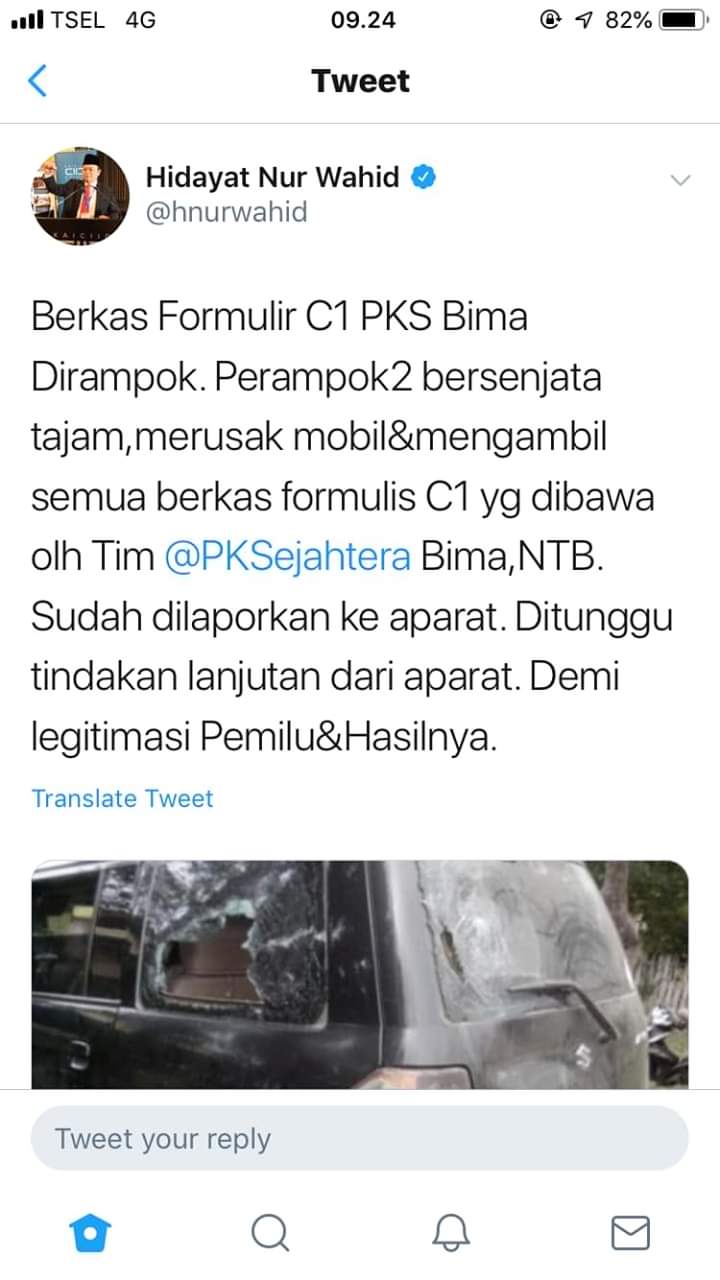 TSEL 4G 09.24 82%
Tweet
Hidayat Nur Wahid
@hnurwahid
Berkas Formulir C1 PKS Bima
Dirampok. Perampok2 bersenjata
tajam,merusak mobil&mengambil
semua berkas formulis C1 yg dibawa
olh Tim @PKSejahtera Bima,NTB.
Sudah dilaporkan ke aparat. Ditunggu
tindakan lanjutan dari aparat. Demi
legitimasi Pemilu&Hasilnya.
Translate Tweet
Tweet your reply